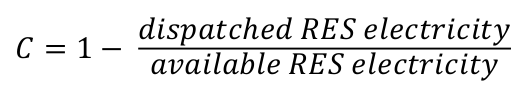 C = 1 − dispatched RES electricity / available RES electricity